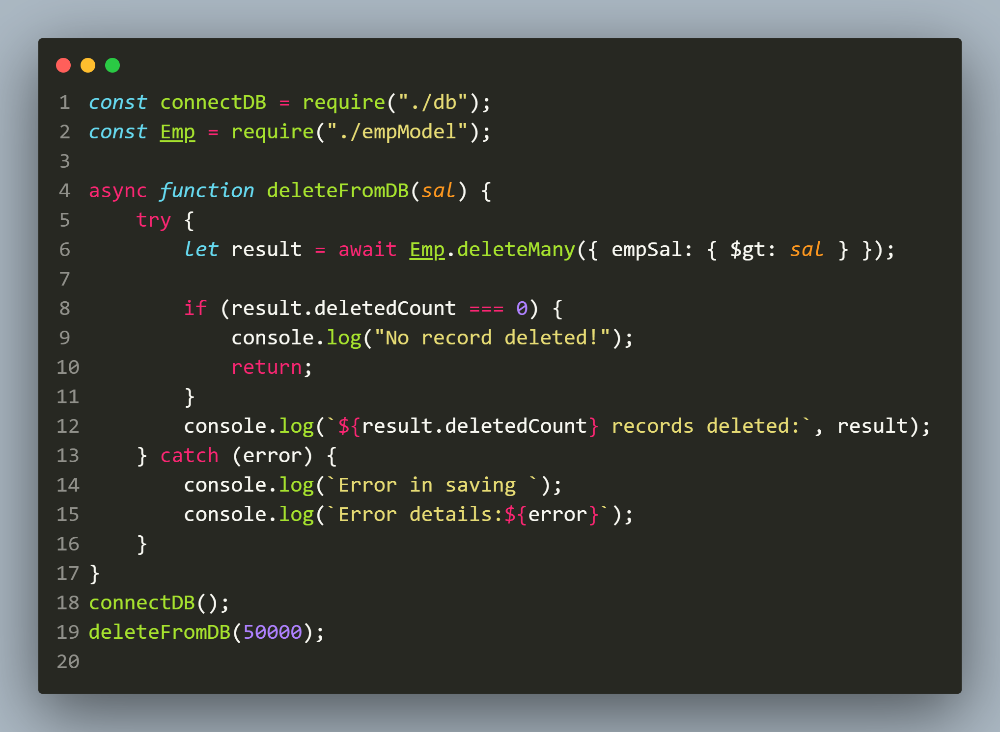 1 const connectDB = require("./db");
2 const Emp = require("./empModel");
3
4 async function deleteFromDB(sal) {
5     try {
6         let result = await Emp.deleteMany({ empSal: { $gt: sal } });
7
8         if (result.deletedCount === 0) {
9             console.log("No record deleted!");
10             return;
11         }
12         console.log(`${result.deletedCount} records deleted:`, result);
13     } catch (error) {
14         console.log(`Error in saving `);
15         console.log(`Error details:${error}`);
16     }
17 }
18 connectDB();
19 deleteFromDB(50000);
20